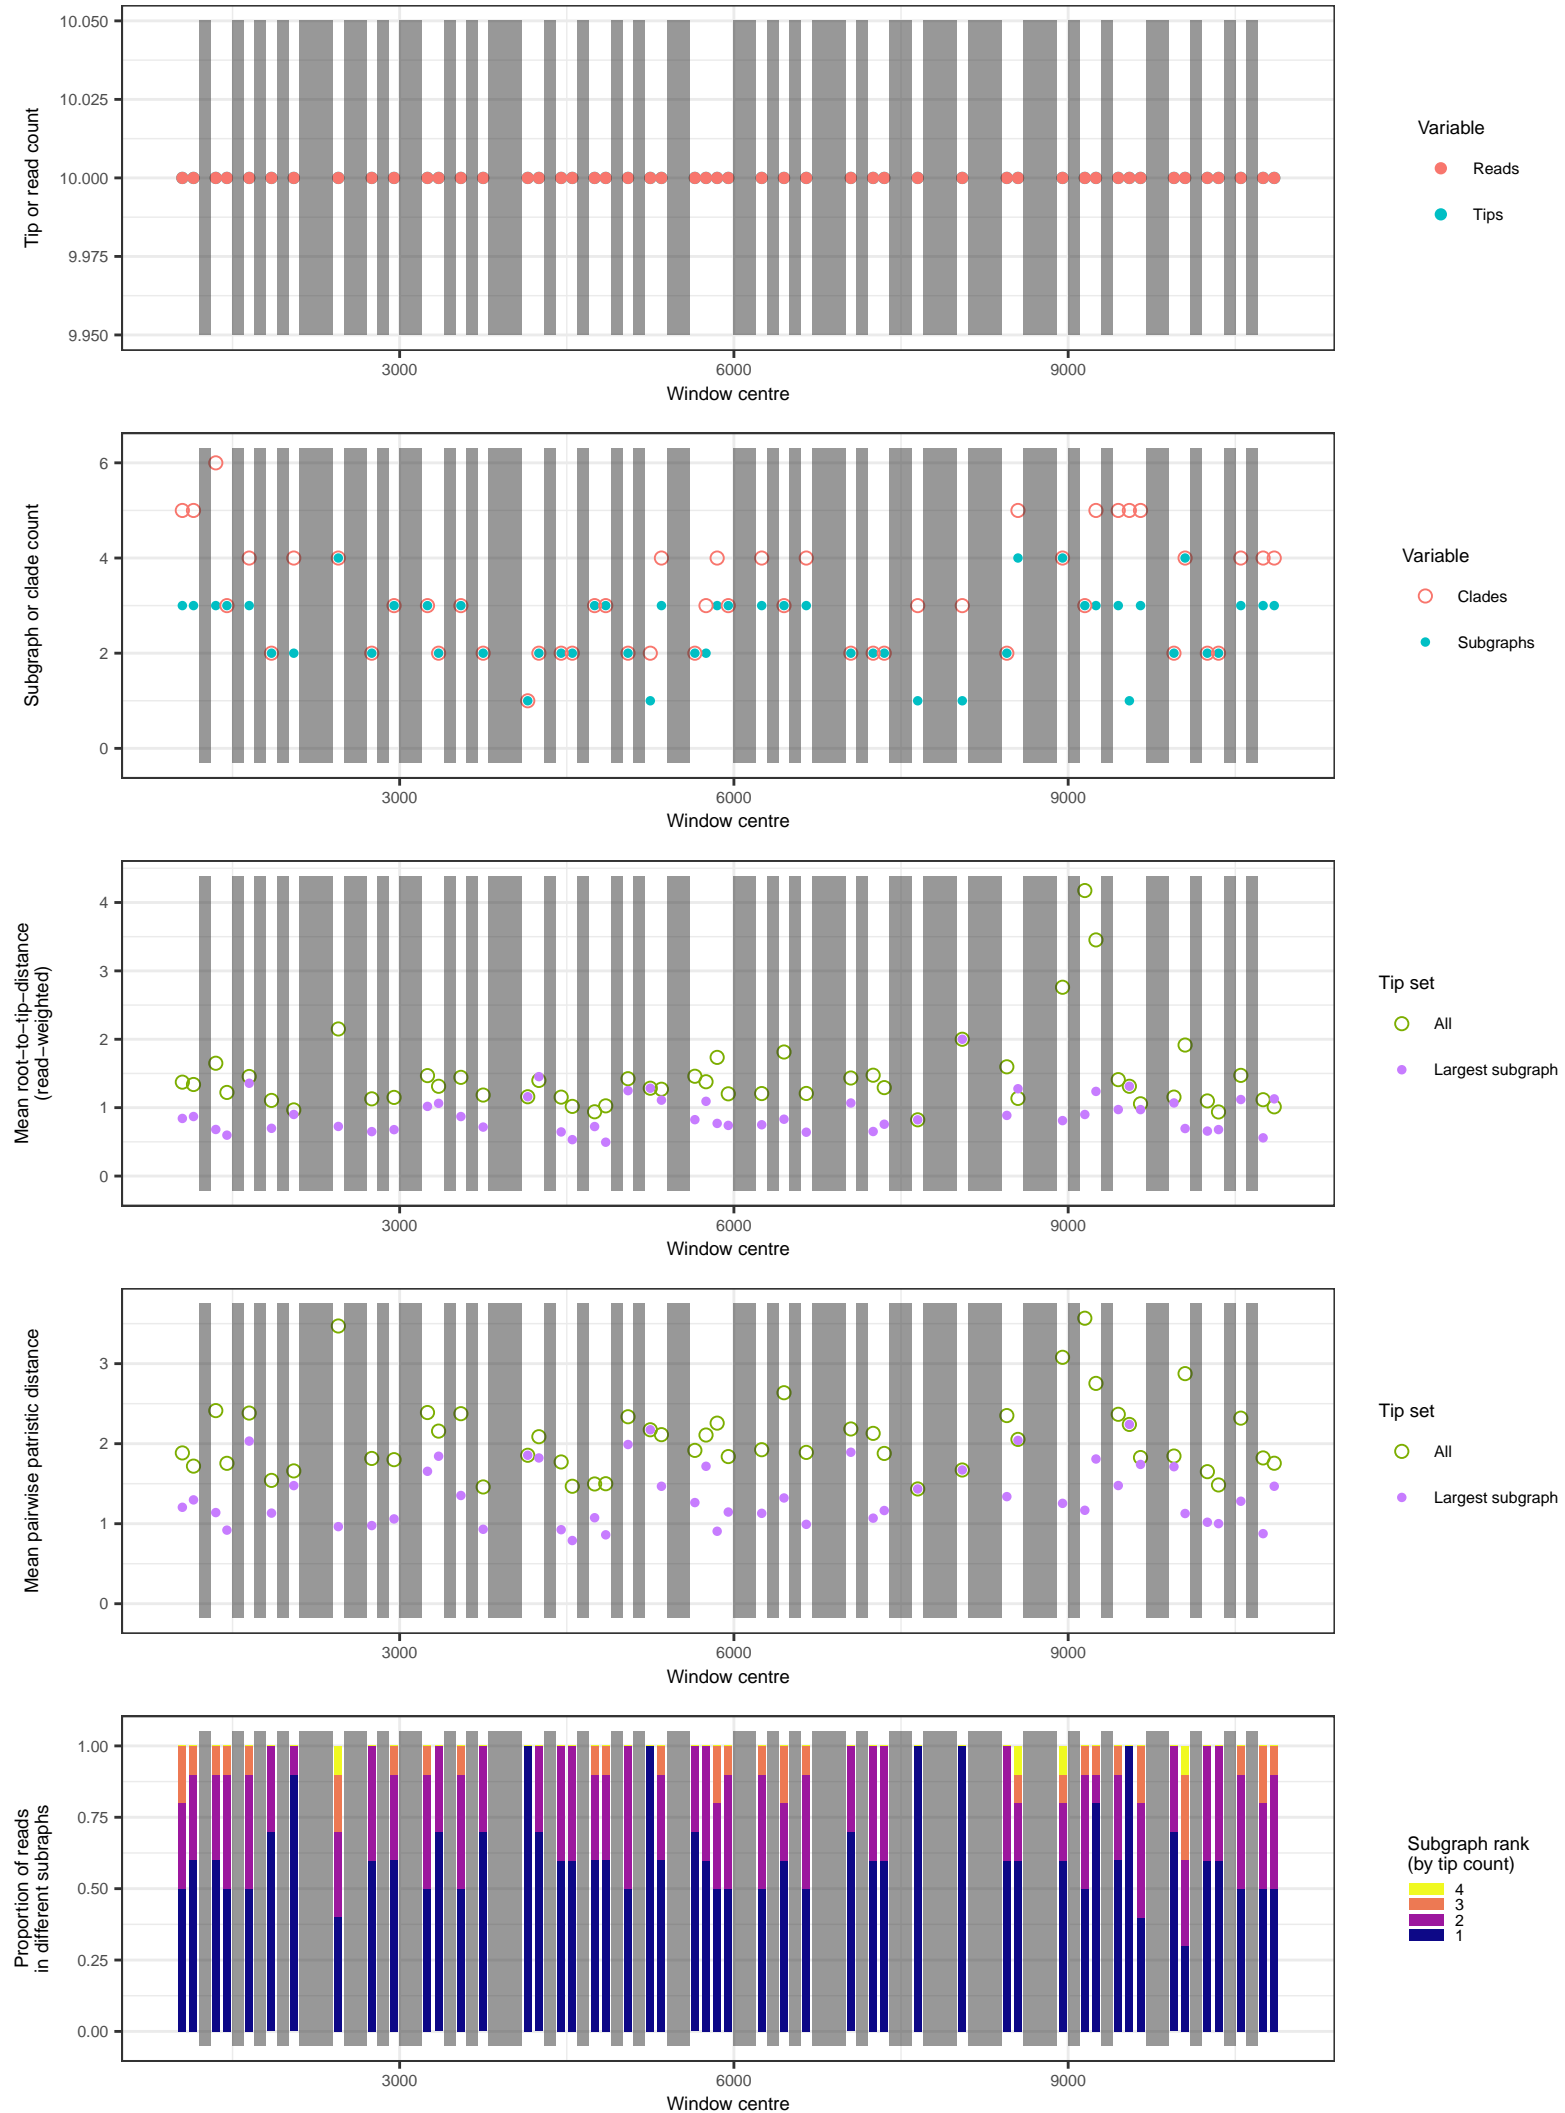 10.050
10.025
10.000
9.975
9.950
Tip or read count
3000 6000 9000
Window centre
Variable
Reads
Tips
6
4
2
0
Subgraph or clade count
3000 6000 9000
Window centre
Variable
Clades
Subgraphs
4
3
2
1
0
Mean root−to−tip−distance
(read−weighted)
3000 6000 9000
Window centre
Tip set
All
Largest subgraph
3
2
1
0
Mean pairwise patristic distance
3000 6000 9000
Window centre
Tip set
All
Largest subgraph
1.00
0.75
0.50
0.25
0.00
Proportion of reads
in different subraphs
3000 6000 9000
Window centre
Subgraph rank
(by tip count)
4
3
2
1